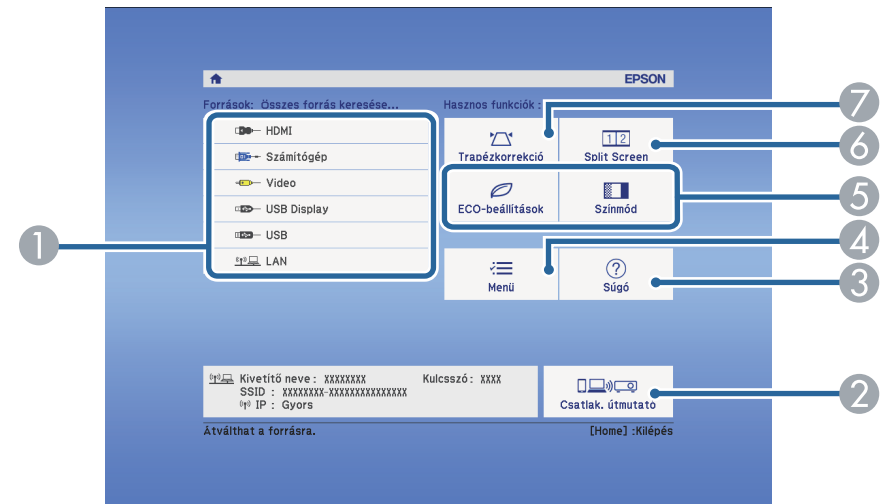 EPSON
Források: Összes forrás keresése...
Hasznos funkciók :
HDMI
Számítógép
Video
USB Display
USB
LAN
Trapézkorrekció
1 2
Split Screen
ECO-beállítások
Színmód
Menü
?
Súgó
Kivetítő neve : XXXXXXXX
Kulcsszó : XXXX
SSID : XXXXXXXX-XXXXXXXXXXXXXXX
IP : Gyors
Csatlak. útmutató
Átválthat a forrásra.
[Home] :Kilépés
1
7
6
5
4
3
2